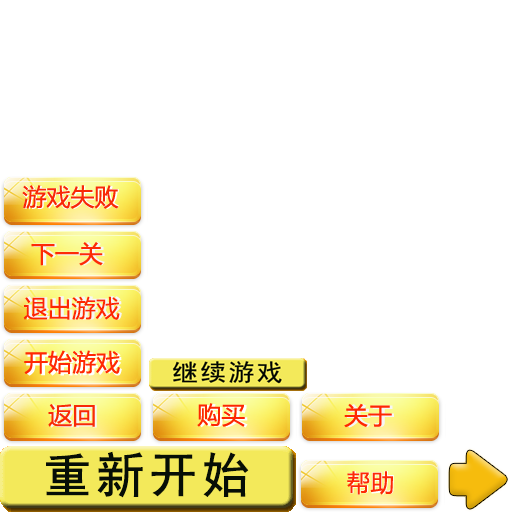 游戏失败
下一关
退出游戏
开始游戏
继续游戏
返回
购买
关于
重新开始
帮助